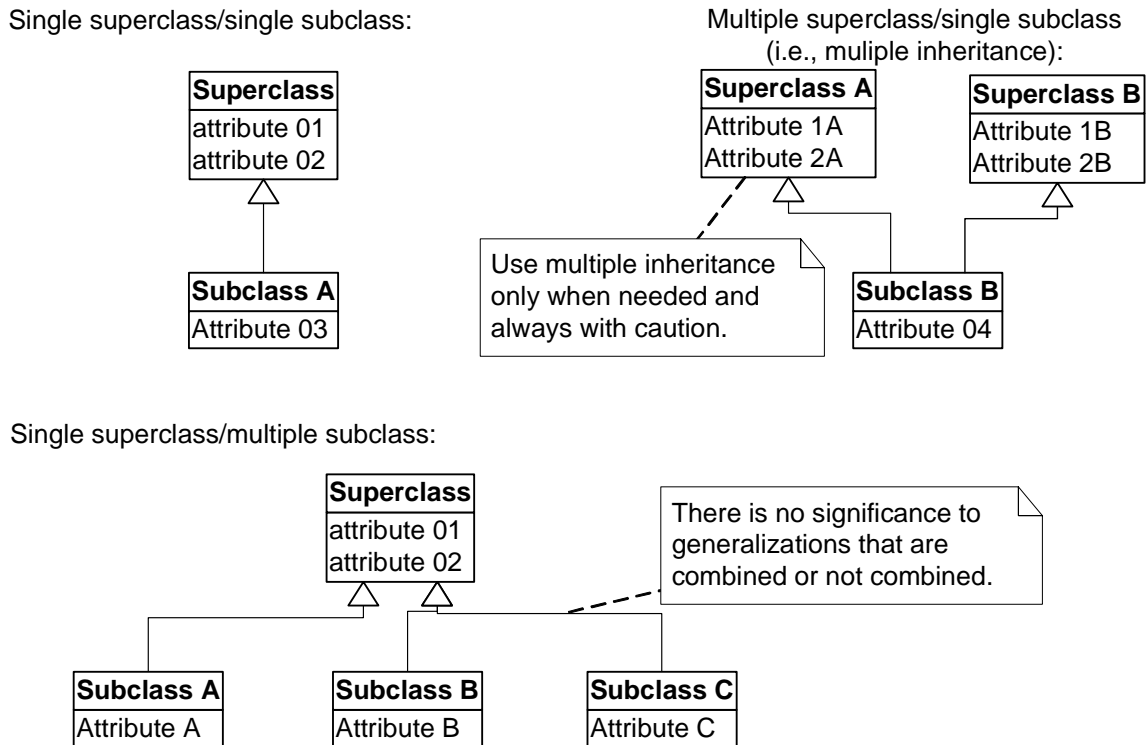 Single superclass/single subclass:
Superclass
attribute 01
attribute 02
Subclass A
Attribute 03
Multiple superclass/single subclass
(i.e., muliple inheritance):
Superclass A
Attribute 1A
Attribute 2A
Superclass B
Attribute 1B
Attribute 2B
Use multiple inheritance
only when needed and
always with caution.
Subclass B
Attribute 04
Single superclass/multiple subclass:
Superclass
attribute 01
attribute 02
There is no significance to
generalizations that are
combined or not combined.
Subclass A
Attribute A
Subclass B
Attribute B
Subclass C
Attribute C